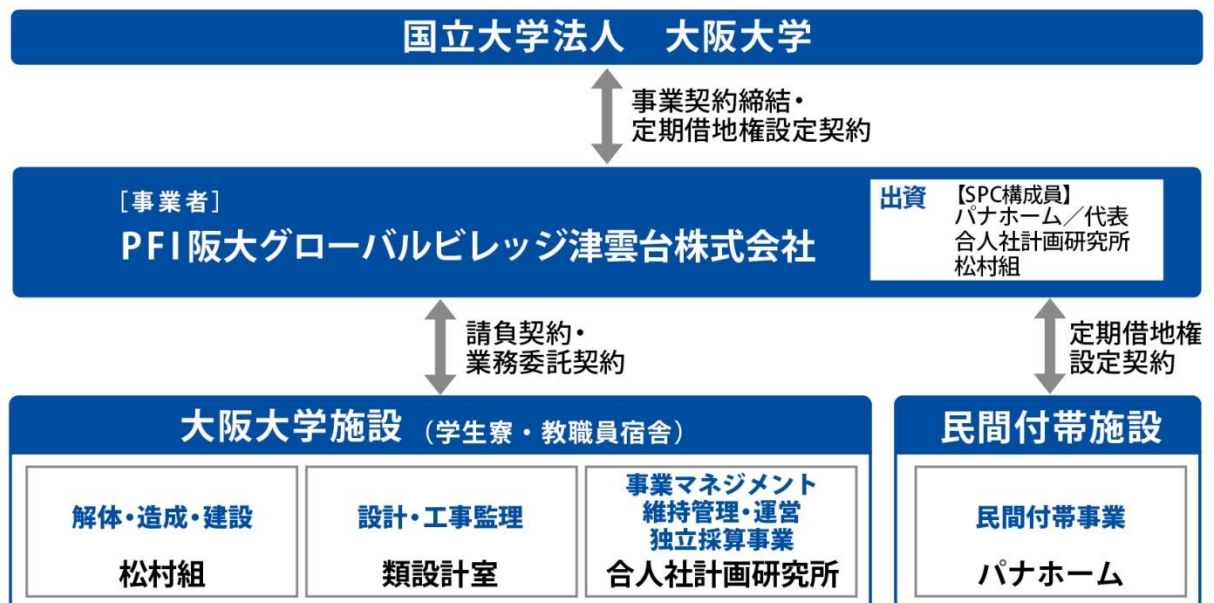 国立大学法人　大阪大学
事業契約締結・
定期借地権設定契約
［事業者］
PFI阪大グローバルビレッジ津雲台株式会社
出資
【SPC構成員】
パナホーム／代表
合人社計画研究所
松村組
請負契約・
業務委託契約
定期借地権
設定契約
大阪大学施設（学生寮・教職員宿舎）
解体・造成・建設
松村組
設計・工事監理
類設計室
事業マネジメント
維持管理・運営
独立採算事業
合人社計画研究所
民間付帯施設
民間付帯事業
パナホーム